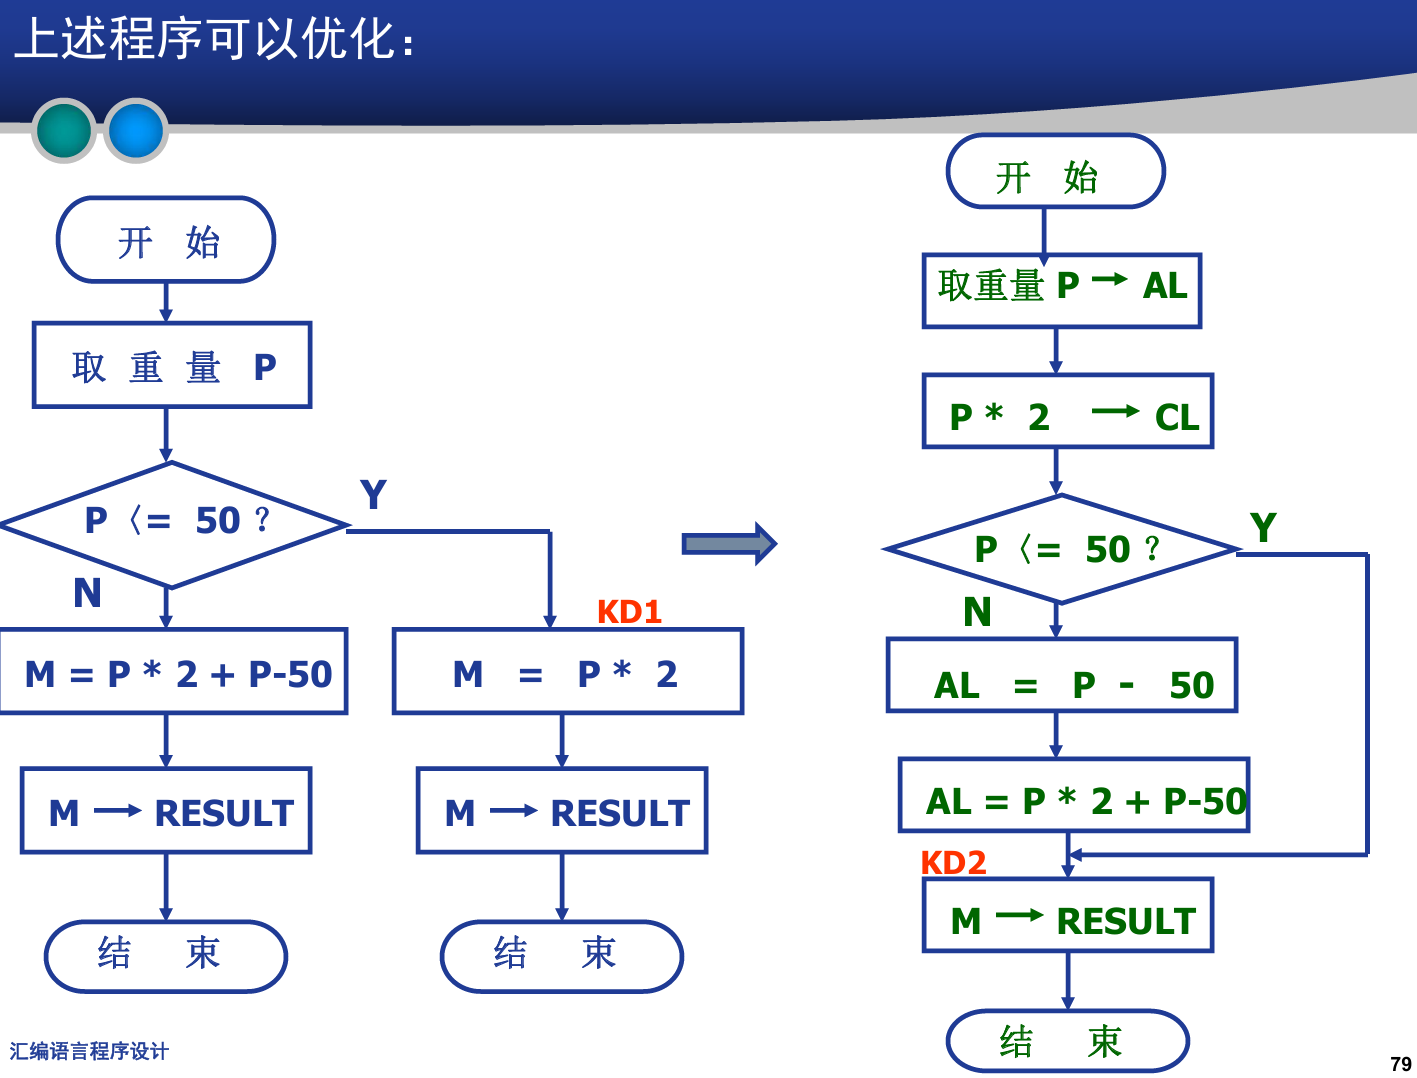 上述程序可以优化：
开 始
取 重 量 P
P〈= 50？
Y
N
KD1
M = P * 2 + P-50
M = P * 2
M → RESULT
M → RESULT
结 束
结 束
开 始
取重量 P → AL
P * 2 → CL
P〈= 50？
Y
N
AL = P - 50
AL = P * 2 + P-50
KD2
M → RESULT
结 束
汇编语言程序设计
79